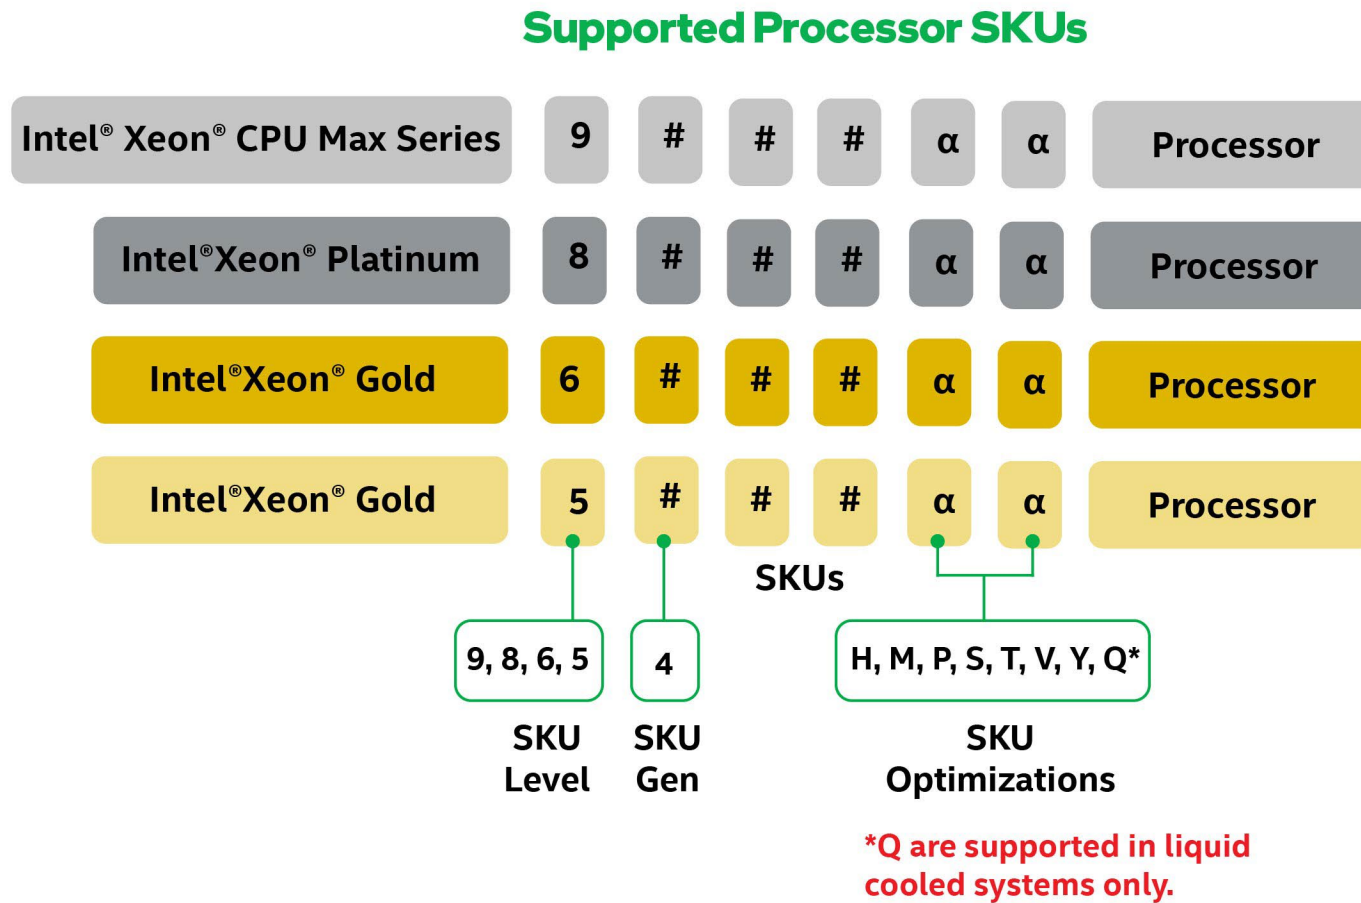 Supported Processor SKUs
Intel® Xeon® CPU Max Series 9 # # # α α Processor
Intel®Xeon® Platinum 8 # # # α α Processor
Intel®Xeon® Gold 6 # # # α α Processor
Intel®Xeon® Gold 5 # # # α α Processor
SKUs
9, 8, 6, 5 4 H, M, P, S, T, V, Y, Q*
SKU SKU SKU
Level Gen Optimizations
*Q are supported in liquid
cooled systems only.